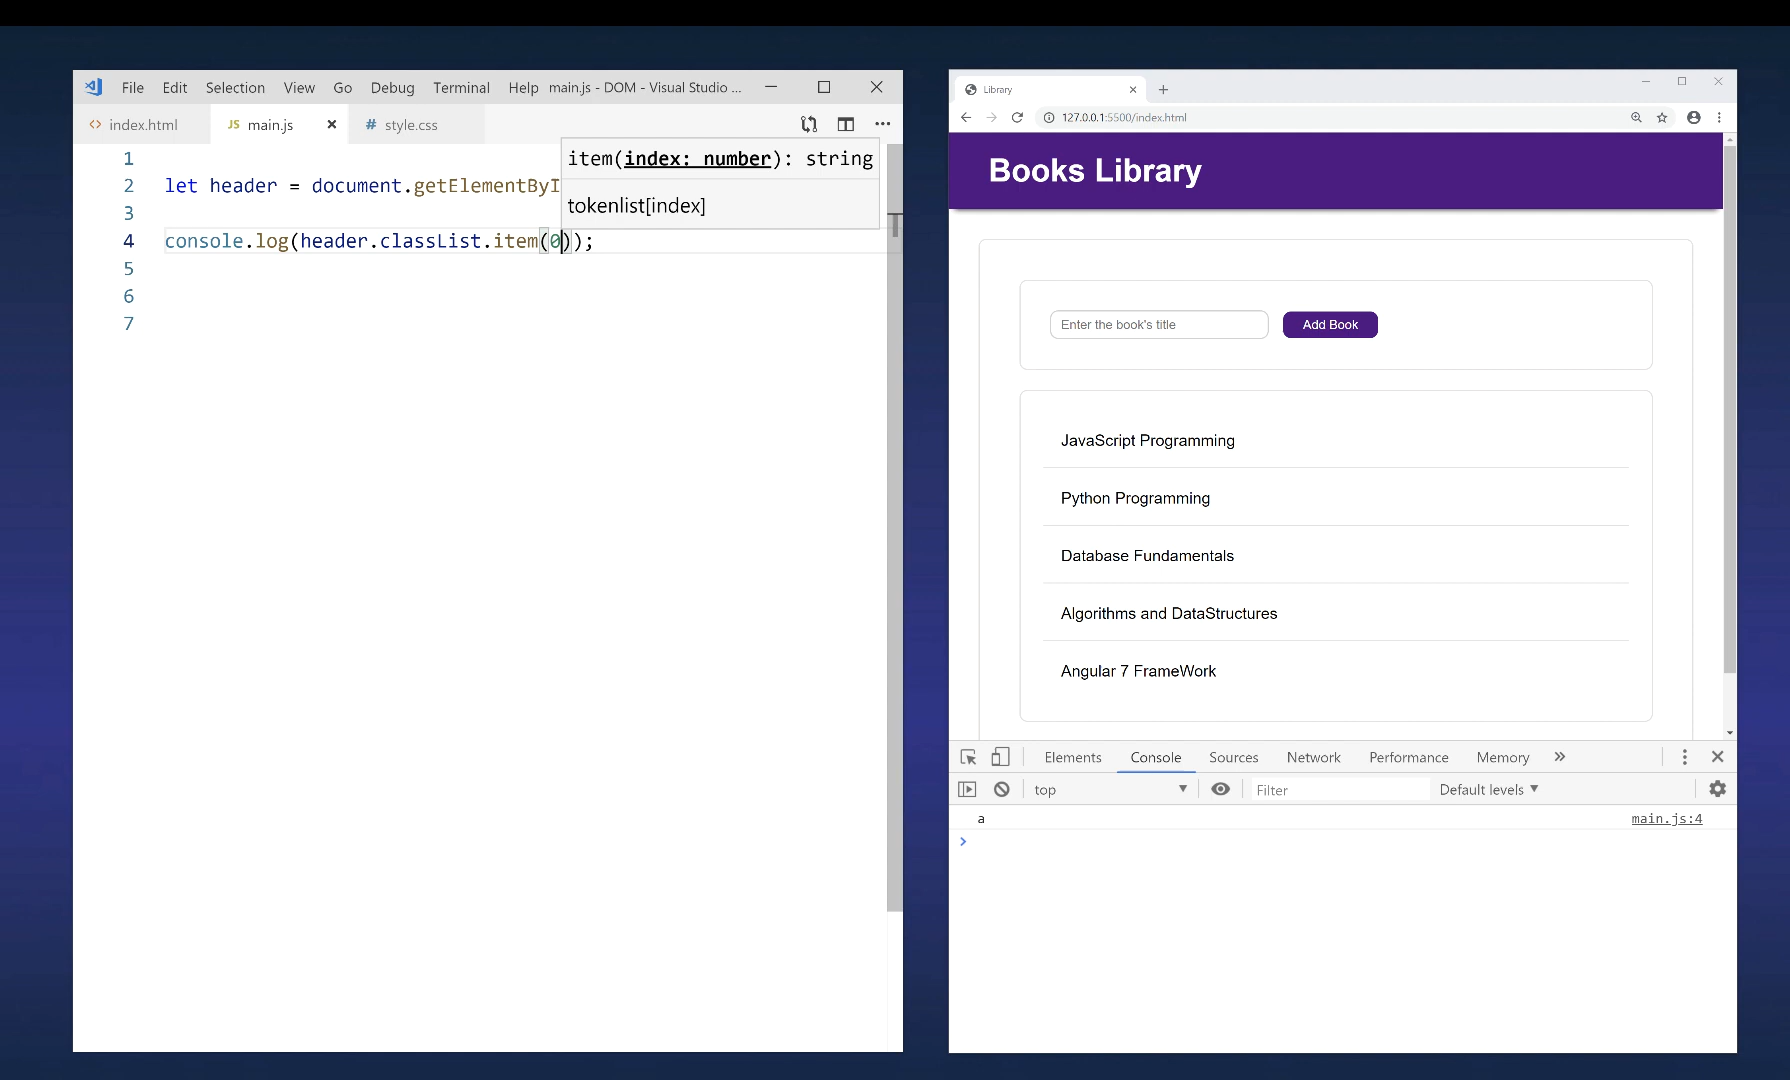 File Edit Selection View Go Debug Terminal Help main.js - DOM - Visual Studio ...
<> index.html JS main.js # style.css
1
2 let header = document.getElementByI
3
4 console.log(header.classList.item(0));
5
6
7
item(index: number): string
tokenlist[index]
Library
127.0.0.1:5500/index.html
Books Library
Enter the book's title Add Book
JavaScript Programming
Python Programming
Database Fundamentals
Algorithms and DataStructures
Angular 7 FrameWork
Elements Console Sources Network Performance Memory »
top Filter Default levels
a main.js:4